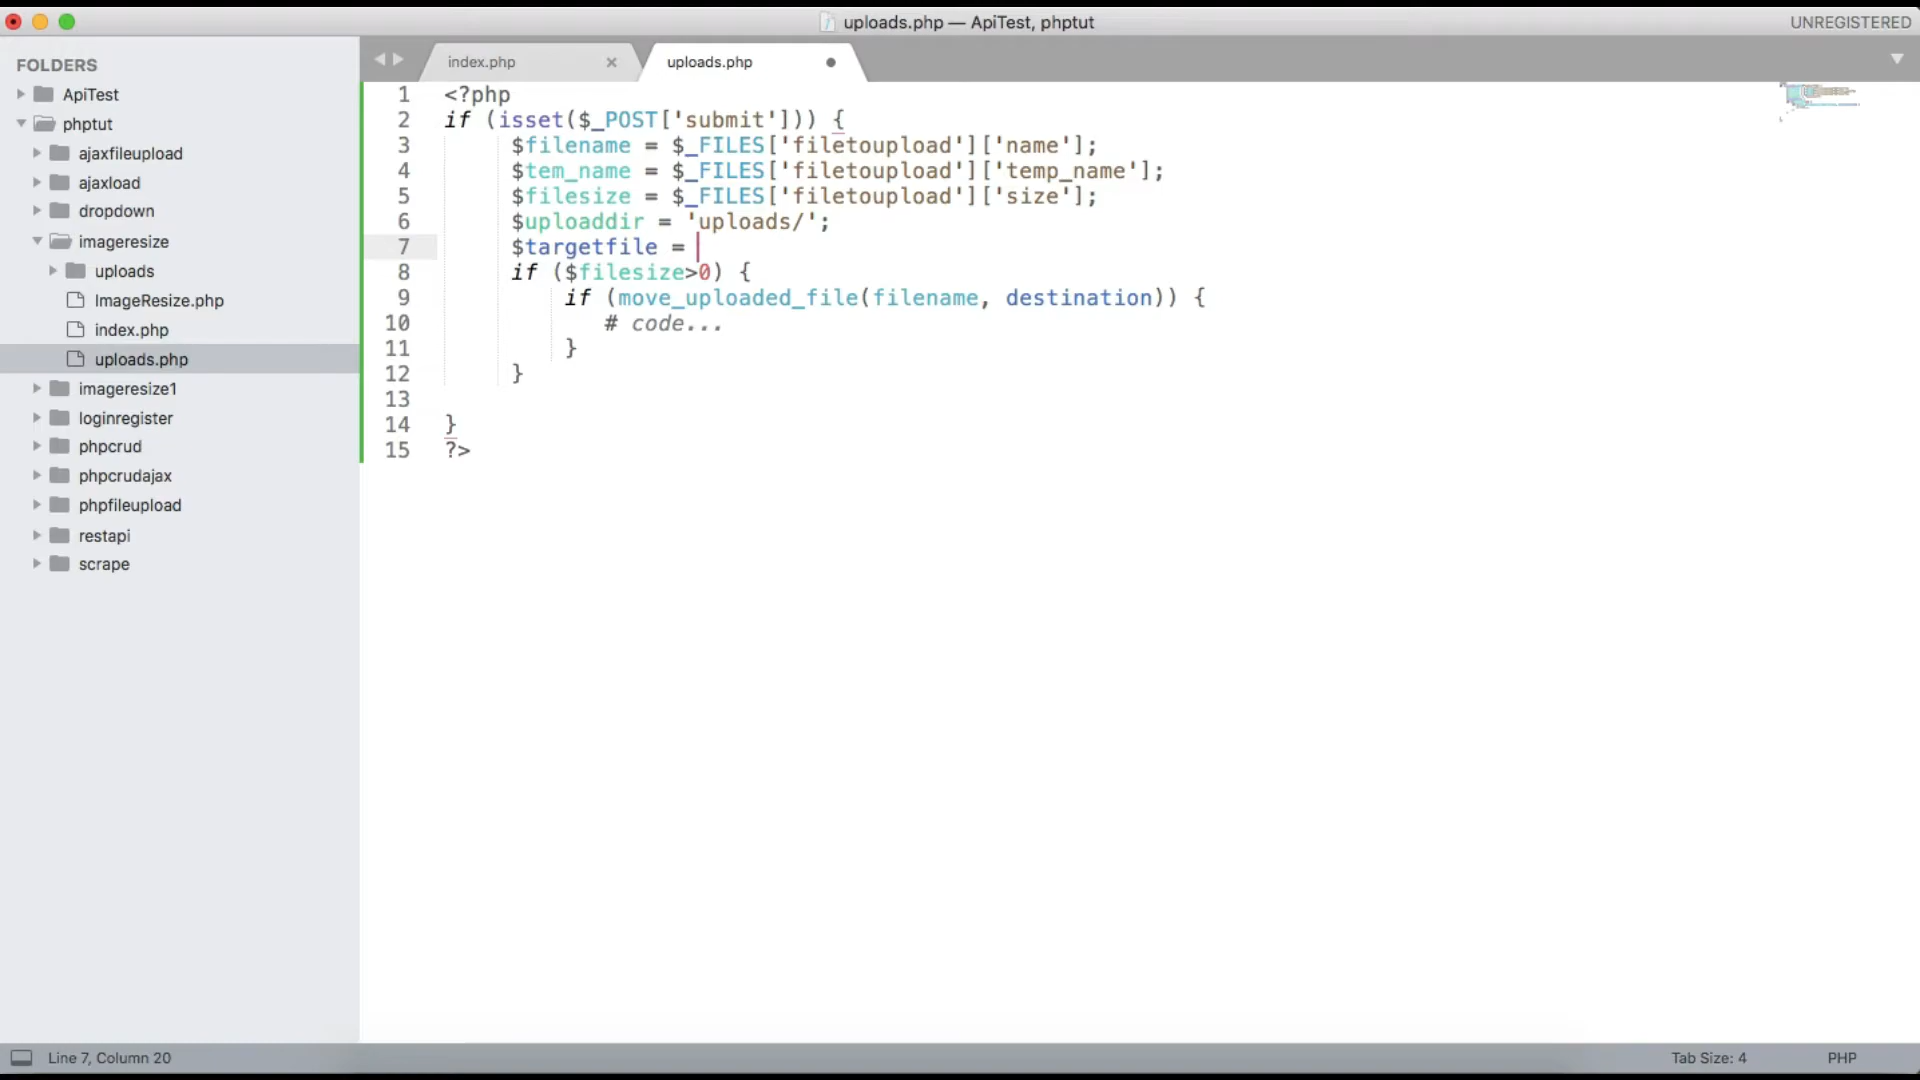 uploads.php — ApiTest, phptut
UNREGISTERED
FOLDERS
ApiTest
phptut
ajaxfileupload
ajaxload
dropdown
imageresize
uploads
ImageResize.php
index.php
uploads.php
imageresize1
loginregister
phpcrud
phpcrudajax
phpfileupload
restapi
scrape
index.php
uploads.php
1 <?php
2 if (isset($_POST['submit'])) {
3 $filename = $_FILES['filetoupload']['name'];
4 $tem_name = $_FILES['filetoupload']['temp_name'];
5 $filesize = $_FILES['filetoupload']['size'];
6 $uploaddir = 'uploads/';
7 $targetfile =
8 if ($filesize>0) {
9 if (move_uploaded_file(filename, destination)) {
10 # code...
11 }
12 }
13
14 }
15 ?>
Line 7, Column 20
Tab Size: 4
PHP